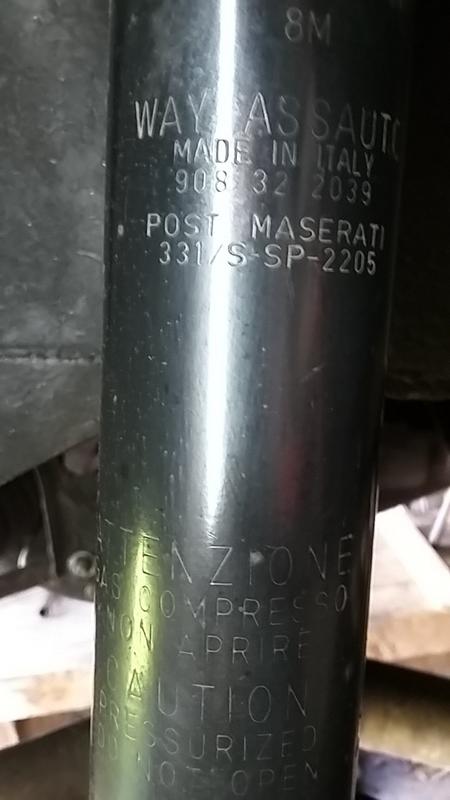 8M
WAY ASSAUTO
MADE IN ITALY
908 32 2039
POST MASERATI
331/S-SP-2205
ATTENZIONE
GAS COMPRESSO
NON APRIRE
CAUTION
PRESSURIZED
DO NOT OPEN